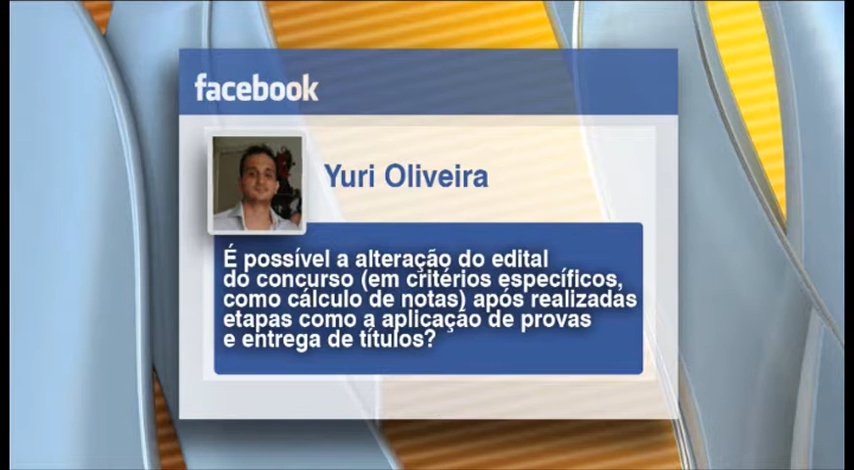 facebook
Yuri Oliveira
É possível a alteração do edital
do concurso (em critérios específicos,
como cálculo de notas) após realizadas
etapas como a aplicação de provas
e entrega de títulos?